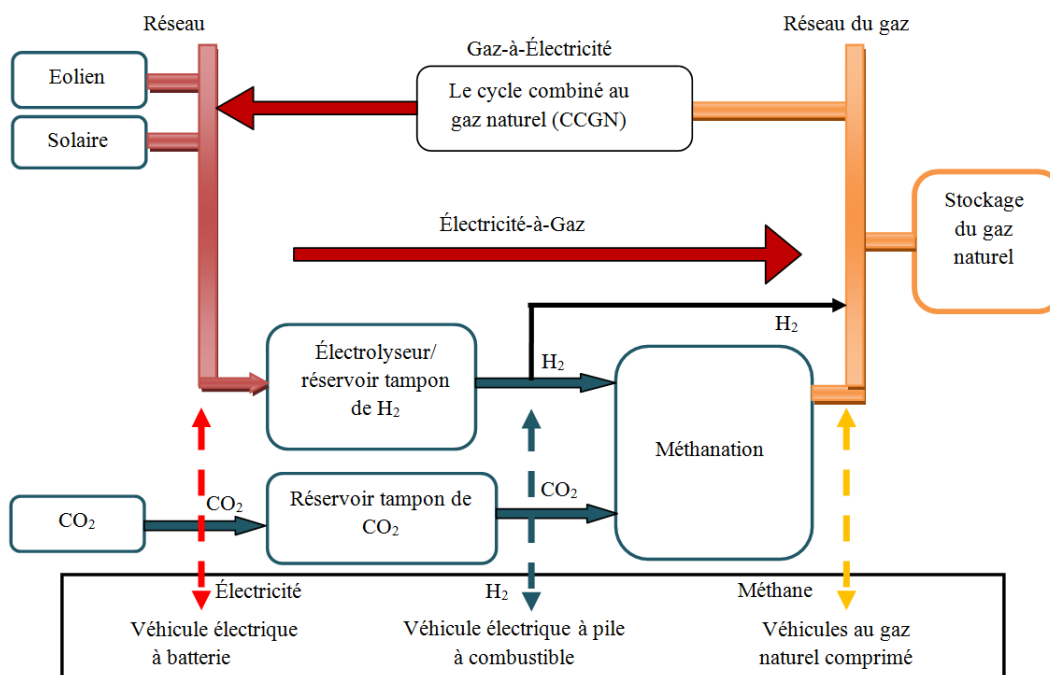 Réseau
Réseau du gaz
Gaz-à-Électricité
Eolien
Le cycle combiné au
gaz naturel (CCGN)
Solaire
Stockage
du gaz
naturel
Électricité-à-Gaz
H₂
Électrolyseur/
réservoir tampon
de H₂
H₂
Méthanation
CO₂
CO₂
Réservoir tampon de
CO₂
CO₂
Électricité
H₂
Méthane
Véhicule électrique
à batterie
Véhicule électrique à pile
à combustible
Véhicules au gaz
naturel comprimé